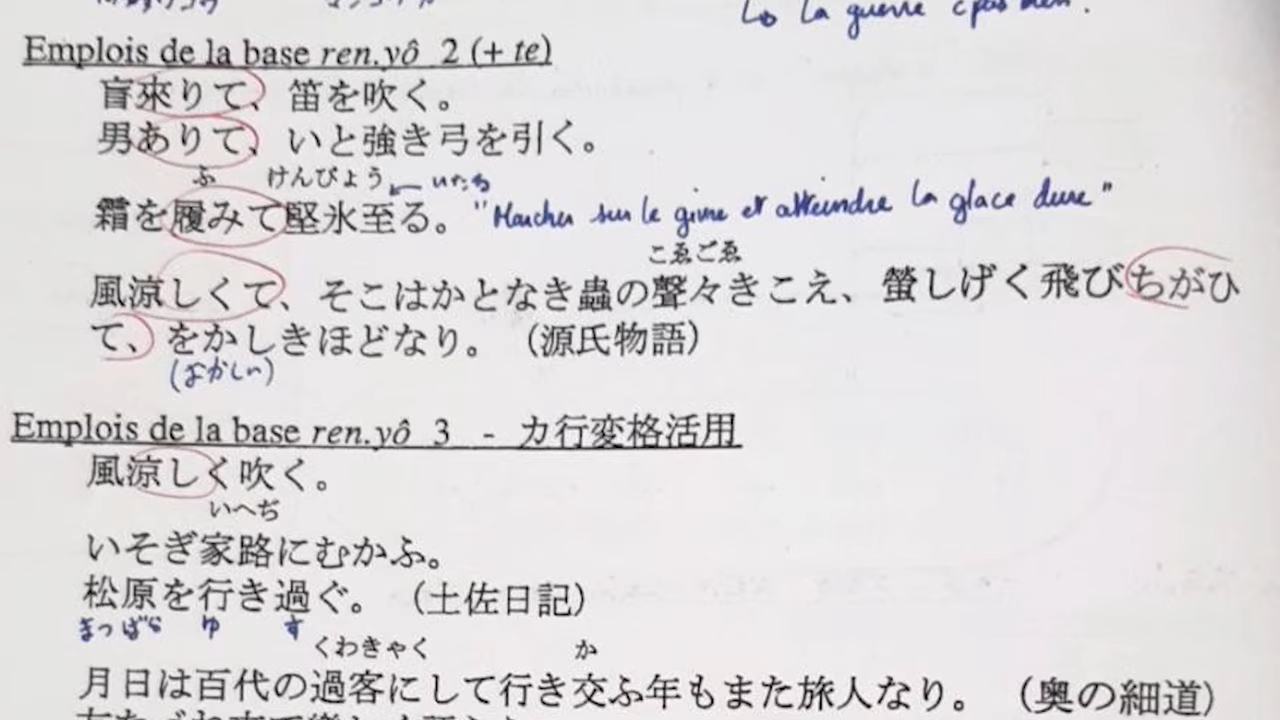 Lo La guerre c'pas bien.
Emplois de la base ren.yô 2 (+ te)
盲來りて、笛を吹く。
男ありて、いと強き弓を引く。
ふ けんぴょう ← いたる
霜を履みて堅氷至る。 "Marcher sur le givre et atteindre la glace dure"
こゑごゑ
風涼しくて、そこはかとなき蟲の聲々きこえ、螢しげく飛びちがひ
て、をかしきほどなり。（源氏物語）
Emplois de la base ren.yô 3 - カ行変格活用
風涼しく吹く。
いへぢ
いそぎ家路にむかふ。
松原を行き過ぐ。（土佐日記）
まつばら ゆ す
くわきゃく か
月日は百代の過客にして行き交ふ年もまた旅人なり。（奥の細道）